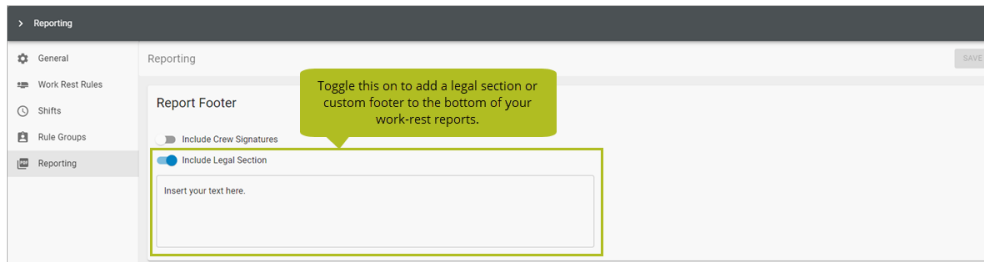 Reporting
General
Work Rest Rules
Shifts
Rule Groups
Reporting
Reporting
SAVE
Toggle this on to add a legal section or
custom footer to the bottom of your
work-rest reports.
Report Footer
Include Crew Signatures
Include Legal Section
Insert your text here.